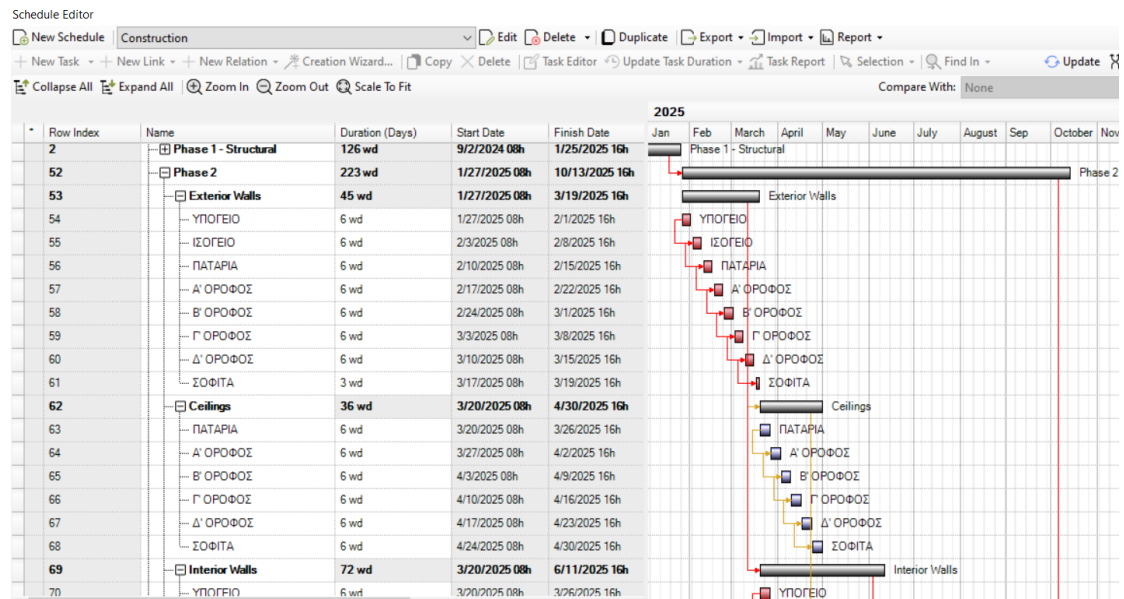 Schedule Editor
New Schedule Construction Edit Delete Duplicate Export Import Report
New Task New Link New Relation Creation Wizard... Copy Delete Task Editor Update Task Duration Task Report Selection Find In Update
Collapse All Expand All Zoom In Zoom Out Scale To Fit Compare With: None
2025
* Row Index Name Duration (Days) Start Date Finish Date Jan Feb March April May June July August Sep October Nov
2 Phase 1 - Structural 126 wd 9/2/2024 08h 1/25/2025 16h Phase 1 - Structural
52 Phase 2 223 wd 1/27/2025 08h 10/13/2025 16h Phase 2
53 Exterior Walls 45 wd 1/27/2025 08h 3/19/2025 16h Exterior Walls
54 ΥΠΟΓΕΙΟ 6 wd 1/27/2025 08h 2/1/2025 16h ΥΠΟΓΕΙΟ
55 ΙΣΟΓΕΙΟ 6 wd 2/3/2025 08h 2/8/2025 16h ΙΣΟΓΕΙΟ
56 ΠΑΤΑΡΙΑ 6 wd 2/10/2025 08h 2/15/2025 16h ΠΑΤΑΡΙΑ
57 Α' ΟΡΟΦΟΣ 6 wd 2/17/2025 08h 2/22/2025 16h Α' ΟΡΟΦΟΣ
58 Β' ΟΡΟΦΟΣ 6 wd 2/24/2025 08h 3/1/2025 16h Β' ΟΡΟΦΟΣ
59 Γ' ΟΡΟΦΟΣ 6 wd 3/3/2025 08h 3/8/2025 16h Γ' ΟΡΟΦΟΣ
60 Δ' ΟΡΟΦΟΣ 6 wd 3/10/2025 08h 3/15/2025 16h Δ' ΟΡΟΦΟΣ
61 ΣΟΦΙΤΑ 3 wd 3/17/2025 08h 3/19/2025 16h ΣΟΦΙΤΑ
62 Ceilings 36 wd 3/20/2025 08h 4/30/2025 16h Ceilings
63 ΠΑΤΑΡΙΑ 6 wd 3/20/2025 08h 3/26/2025 16h ΠΑΤΑΡΙΑ
64 Α' ΟΡΟΦΟΣ 6 wd 3/27/2025 08h 4/2/2025 16h Α' ΟΡΟΦΟΣ
65 Β' ΟΡΟΦΟΣ 6 wd 4/3/2025 08h 4/9/2025 16h Β' ΟΡΟΦΟΣ
66 Γ' ΟΡΟΦΟΣ 6 wd 4/10/2025 08h 4/16/2025 16h Γ' ΟΡΟΦΟΣ
67 Δ' ΟΡΟΦΟΣ 6 wd 4/17/2025 08h 4/23/2025 16h Δ' ΟΡΟΦΟΣ
68 ΣΟΦΙΤΑ 6 wd 4/24/2025 08h 4/30/2025 16h ΣΟΦΙΤΑ
69 Interior Walls 72 wd 3/20/2025 08h 6/11/2025 16h Interior Walls
70 ΥΠΟΓΕΙΟ 6 wd 3/20/2025 08h 3/26/2025 16h ΥΠΟΓΕΙΟ